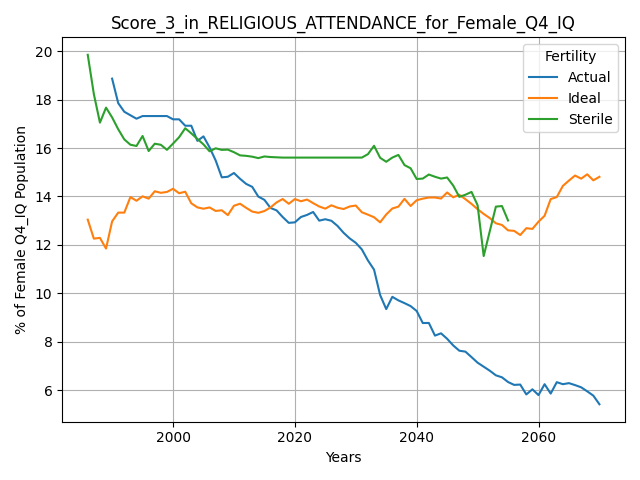 Score_3_in_RELIGIOUS_ATTENDANCE_for_Female_Q4_IQ
Fertility
Actual
Ideal
Sterile
% of Female Q4_IQ Population
20
18
16
14
12
10
8
6
2000
2020
2040
2060
Years